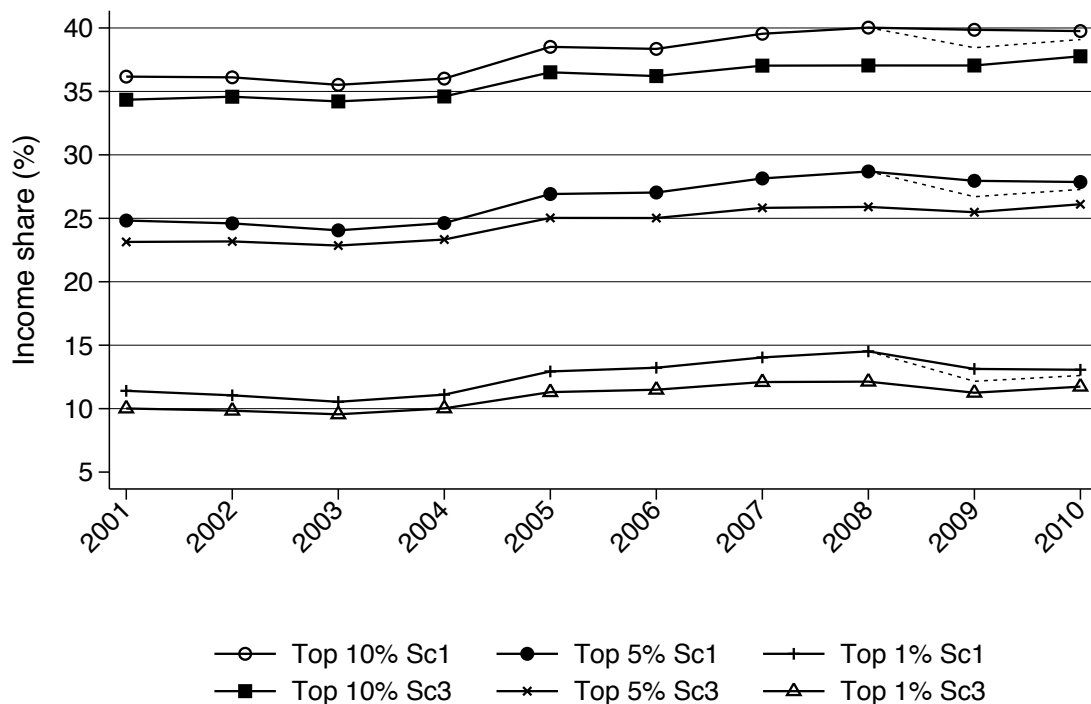 40
35
30
25
20
15
10
5
Income share (%)
2001 2002 2003 2004 2005 2006 2007 2008 2009 2010
Top 10% Sc1 Top 5% Sc1 Top 1% Sc1
Top 10% Sc3 Top 5% Sc3 Top 1% Sc3